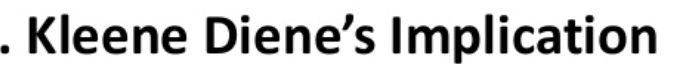 . Kleene Diene’s Implication